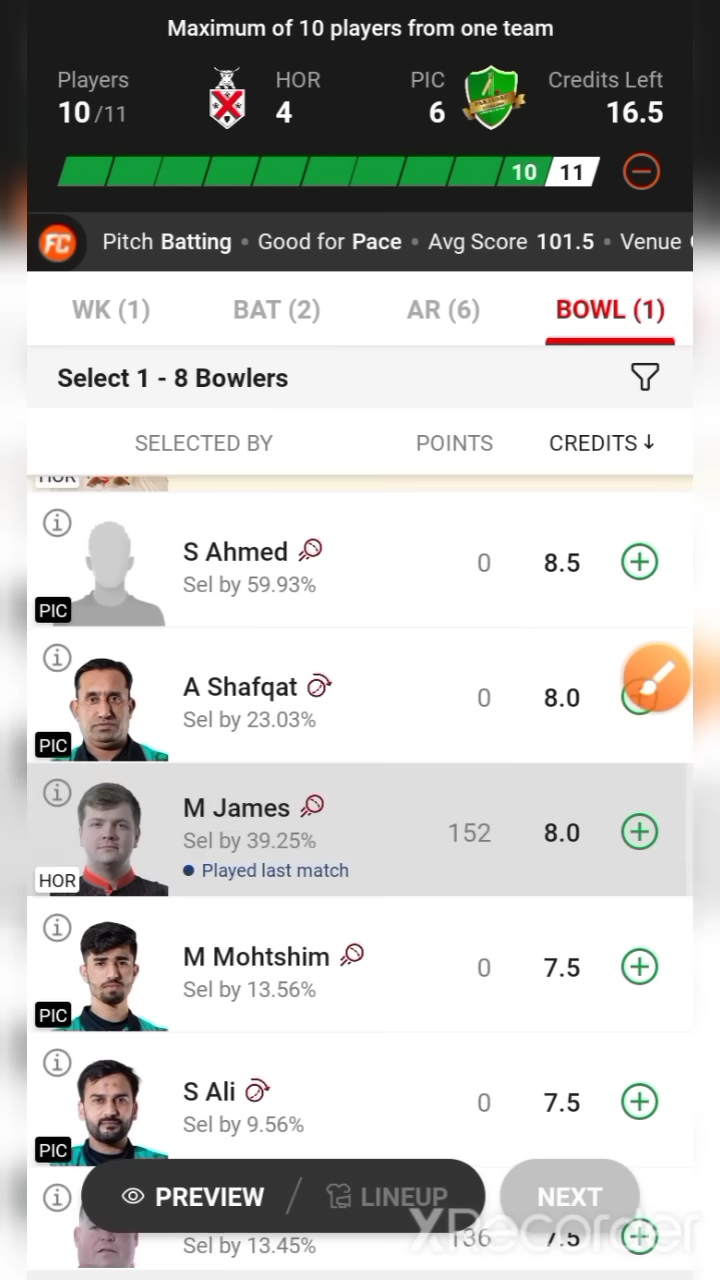 Maximum of 10 players from one team
Players HOR PIC Credits Left
10/11 4 6 16.5
10 11
FC Pitch Batting • Good for Pace • Avg Score 101.5 • Venue
WK (1) BAT (2) AR (6) BOWL (1)
Select 1 - 8 Bowlers
SELECTED BY POINTS CREDITS ↓
HOR
S Ahmed 0 8.5
Sel by 59.93%
PIC
A Shafqat 0 8.0
Sel by 23.03%
PIC
M James 152 8.0
Sel by 39.25%
Played last match
HOR
M Mohtshim 0 7.5
Sel by 13.56%
PIC
S Ali 0 7.5
Sel by 9.56%
PIC
PREVIEW / LINEUP NEXT
XRecorder
Sel by 13.45% 136 7.5